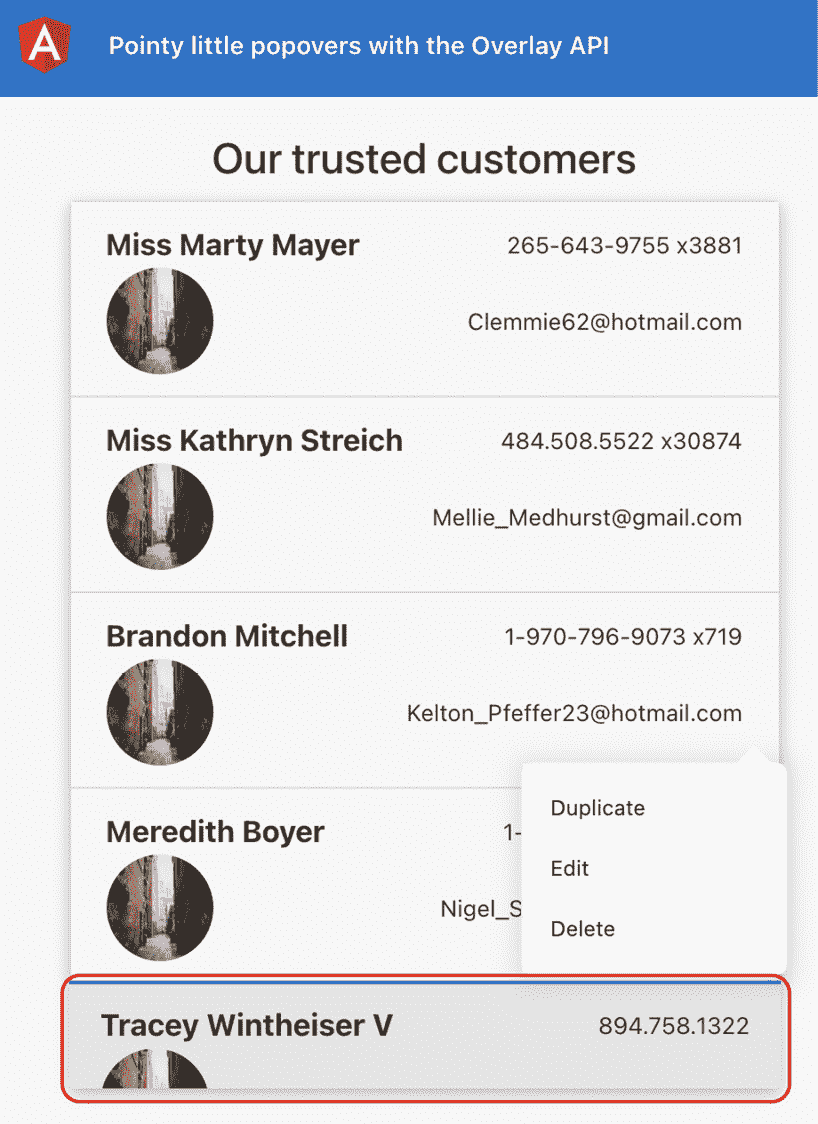 A
Pointy little popovers with the Overlay API
Our trusted customers
Miss Marty Mayer
265-643-9755 x3881
Clemmie62@hotmail.com
Miss Kathryn Streich
484.508.5522 x30874
Mellie_Medhurst@gmail.com
Brandon Mitchell
1-970-796-9073 x719
Kelton_Pfeffer23@hotmail.com
Meredith Boyer
1-
Nigel_S
Duplicate
Edit
Delete
Tracey Wintheiser V
894.758.1322